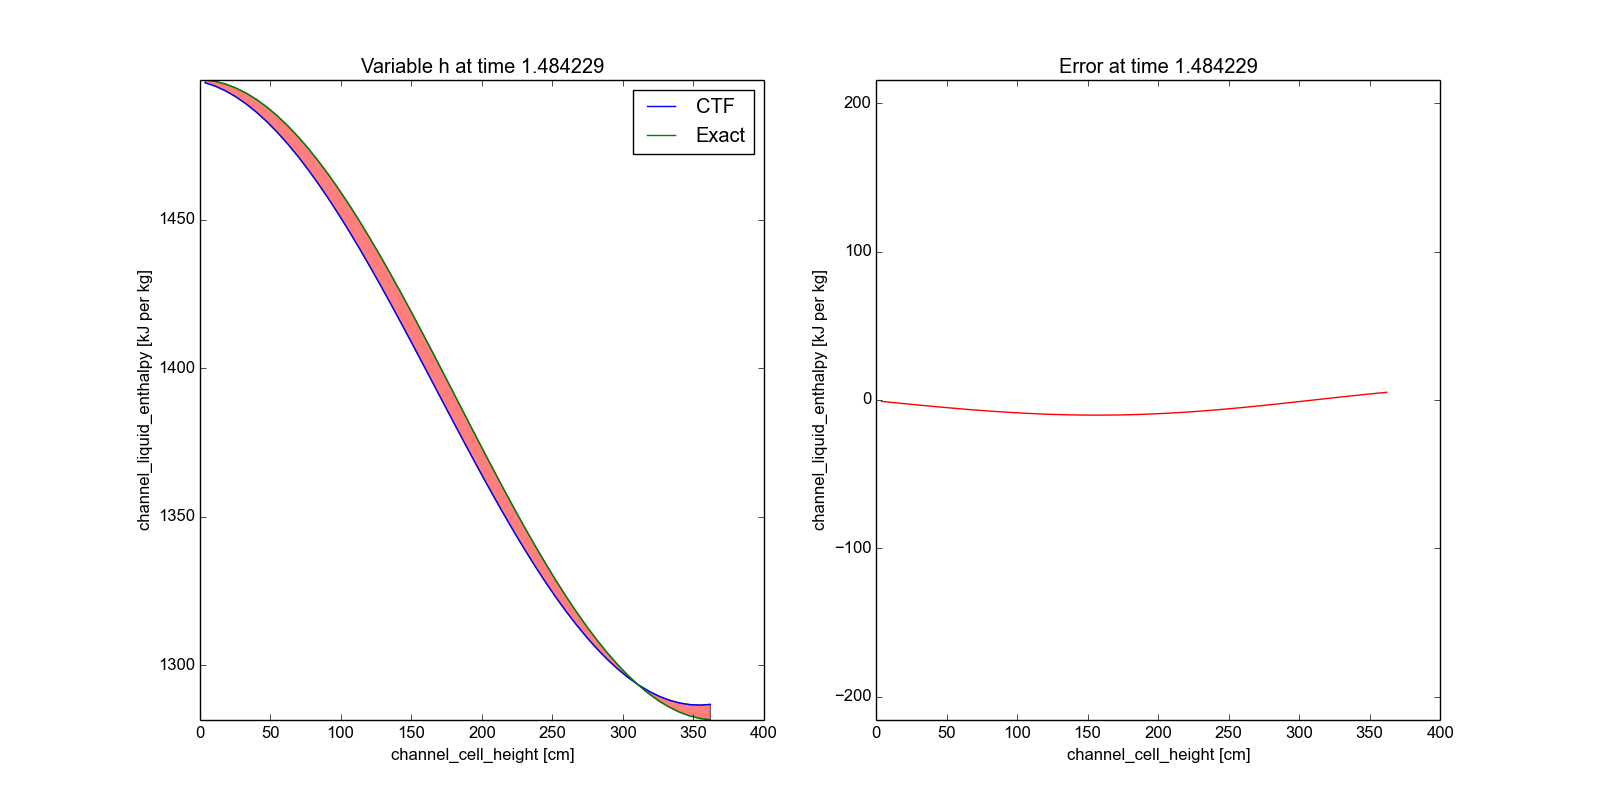 Variable h at time 1.484229
CTF
Exact
1450
1400
1350
1300
channel_liquid_enthalpy [kJ per kg]
0 50 100 150 200 250 300 350 400
channel_cell_height [cm]
Error at time 1.484229
200
100
0
−100
−200
channel_liquid_enthalpy [kJ per kg]
0 50 100 150 200 250 300 350 400
channel_cell_height [cm]